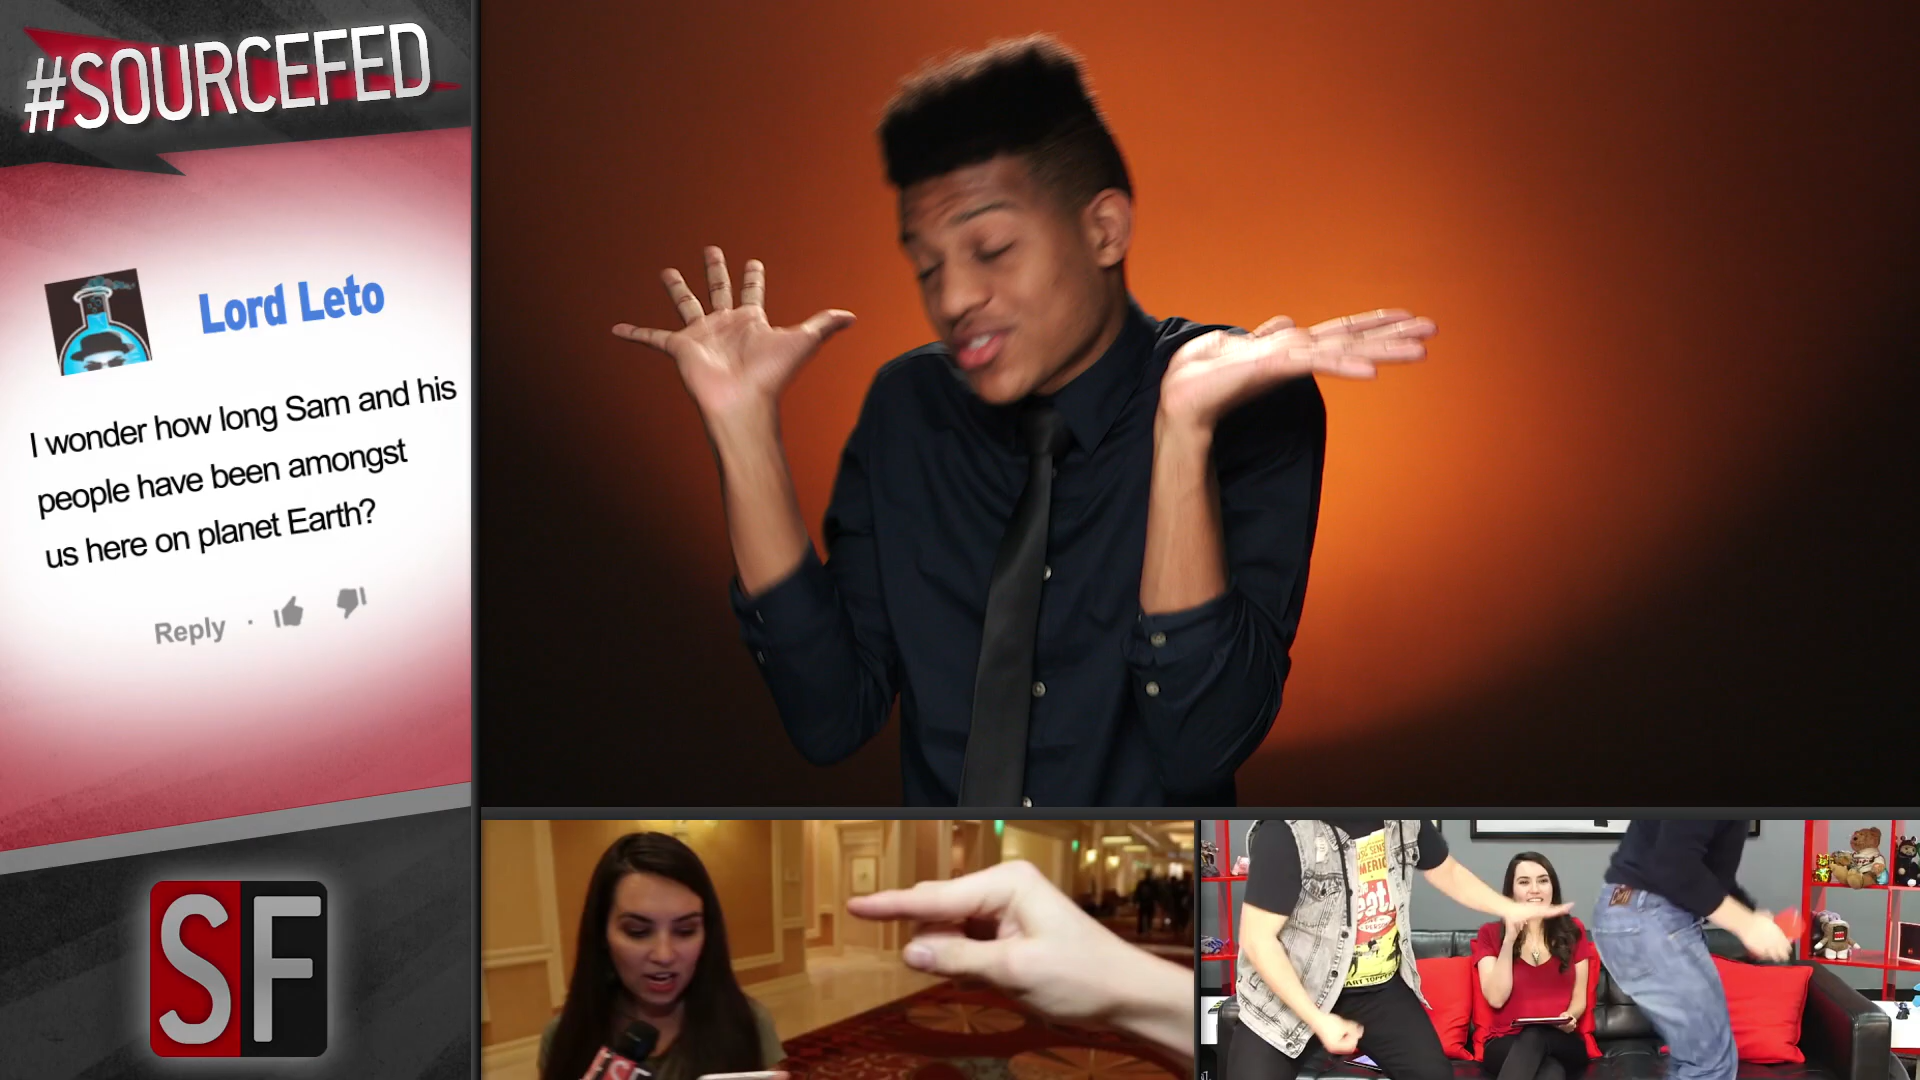 #SOURCEFED
Lord Leto
I wonder how long Sam and his
people have been amongst
us here on planet Earth?
Reply ·
SF
SF